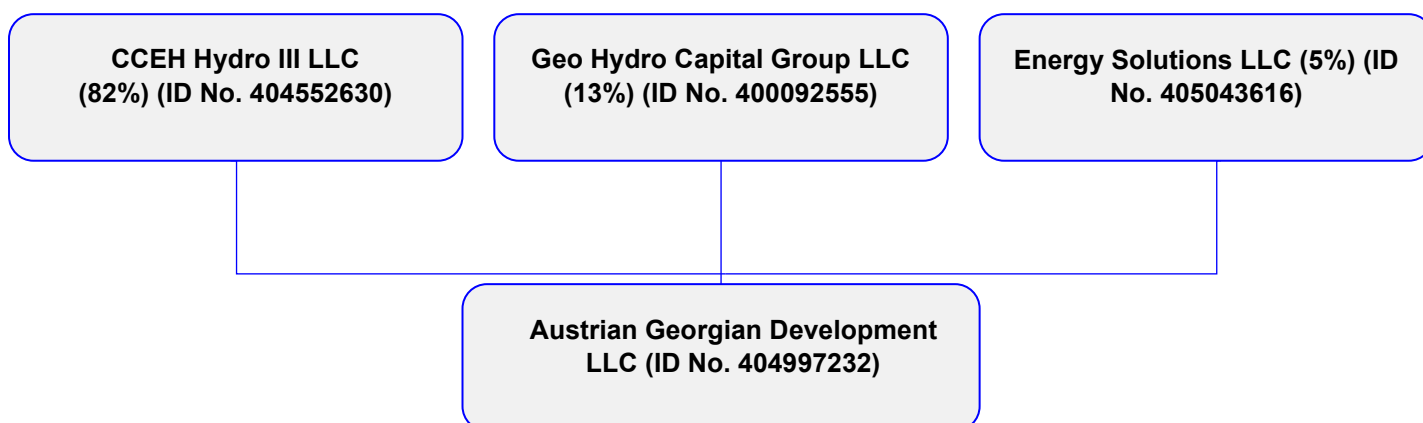 CCEH Hydro III LLC
(82%) (ID No. 404552630)
Geo Hydro Capital Group LLC
(13%) (ID No. 400092555)
Energy Solutions LLC (5%) (ID
No. 405043616)
Austrian Georgian Development
LLC (ID No. 404997232)